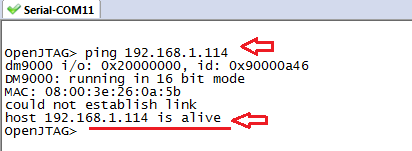 Serial-COM11
OpenJTAG> ping 192.168.1.114
dm9000 i/o: 0x20000000, id: 0x90000a46
DM9000: running in 16 bit mode
MAC: 08:00:3e:26:0a:5b
could not establish link
host 192.168.1.114 is alive
OpenJTAG>